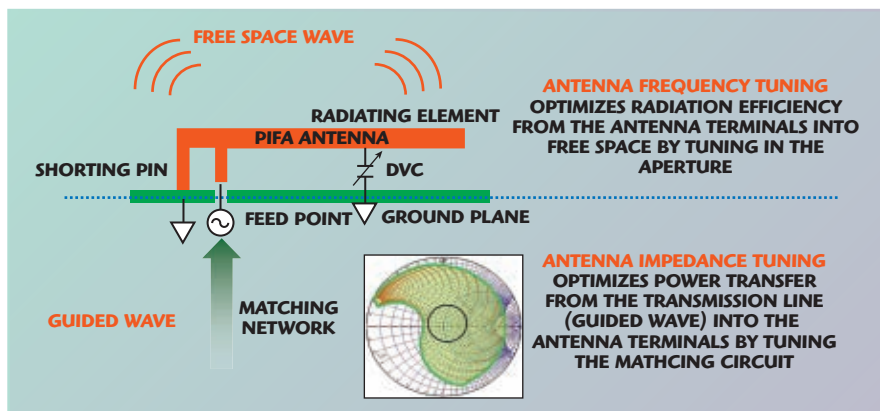 FREE SPACE WAVE
RADIATING ELEMENT
PIFA ANTENNA
SHORTING PIN
DVC
FEED POINT
GROUND PLANE
GUIDED WAVE
MATCHING
NETWORK
ANTENNA FREQUENCY TUNING
OPTIMIZES RADIATION EFFICIENCY
FROM THE ANTENNA TERMINALS INTO
FREE SPACE BY TUNING IN THE
APERTURE
ANTENNA IMPEDANCE TUNING
OPTIMIZES POWER TRANSFER
FROM THE TRANSMISSION LINE
(GUIDED WAVE) INTO THE
ANTENNA TERMINALS BY TUNING
THE MATHCING CIRCUIT